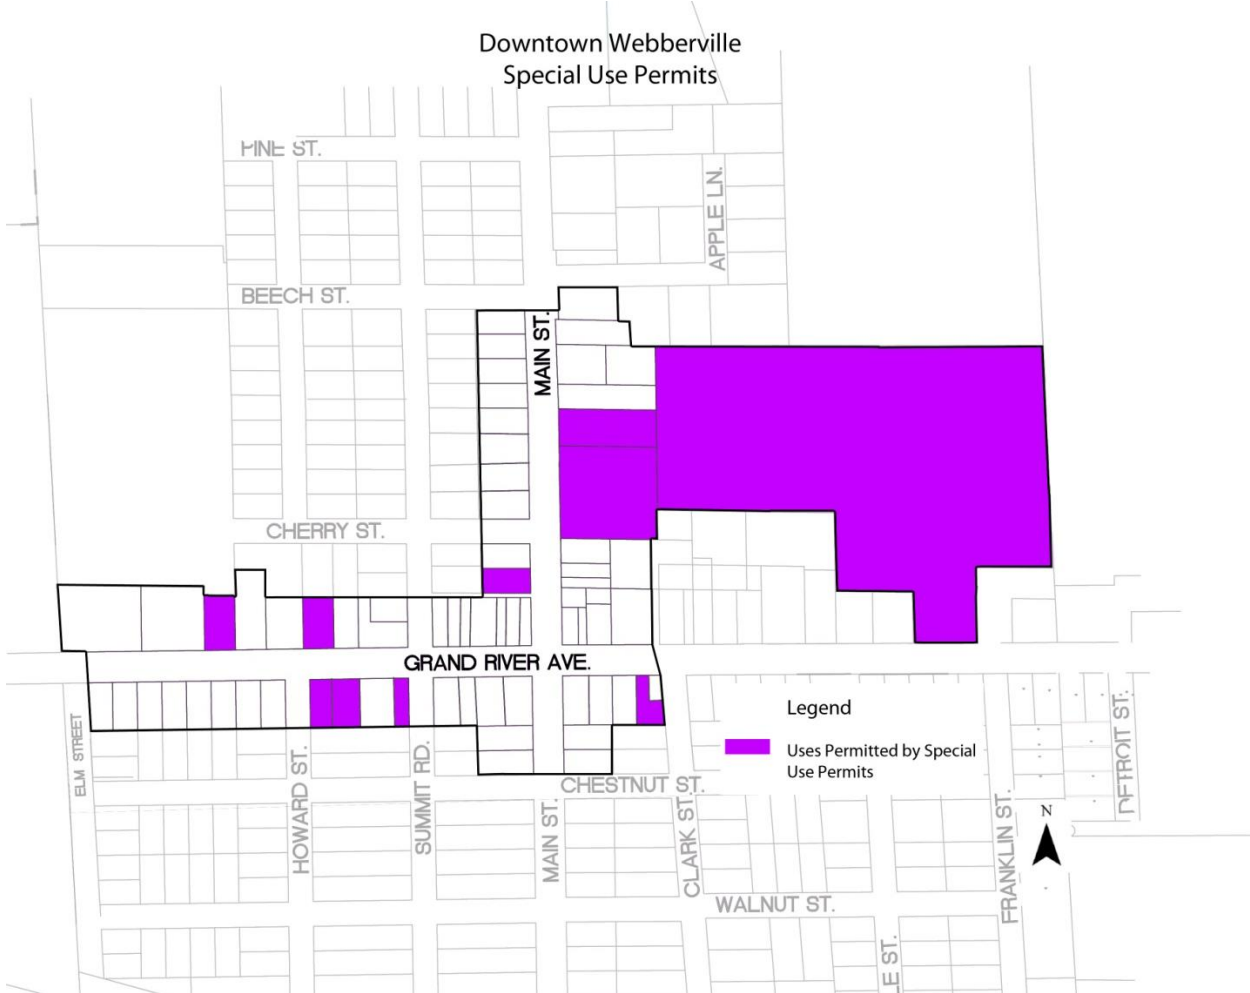 Downtown Webberville
Special Use Permits
PINE ST.
APPLE LN.
BEECH ST.
MAIN ST.
CHERRY ST.
GRAND RIVER AVE.
Legend
Uses Permitted by Special
Use Permits
ELM STREET
HOWARD ST.
SUMMIT RD.
MAIN ST.
CHESTNUT ST.
CLARK ST.
DETROIT ST.
FRANKLIN ST.
N
WALNUT ST.
LE ST.